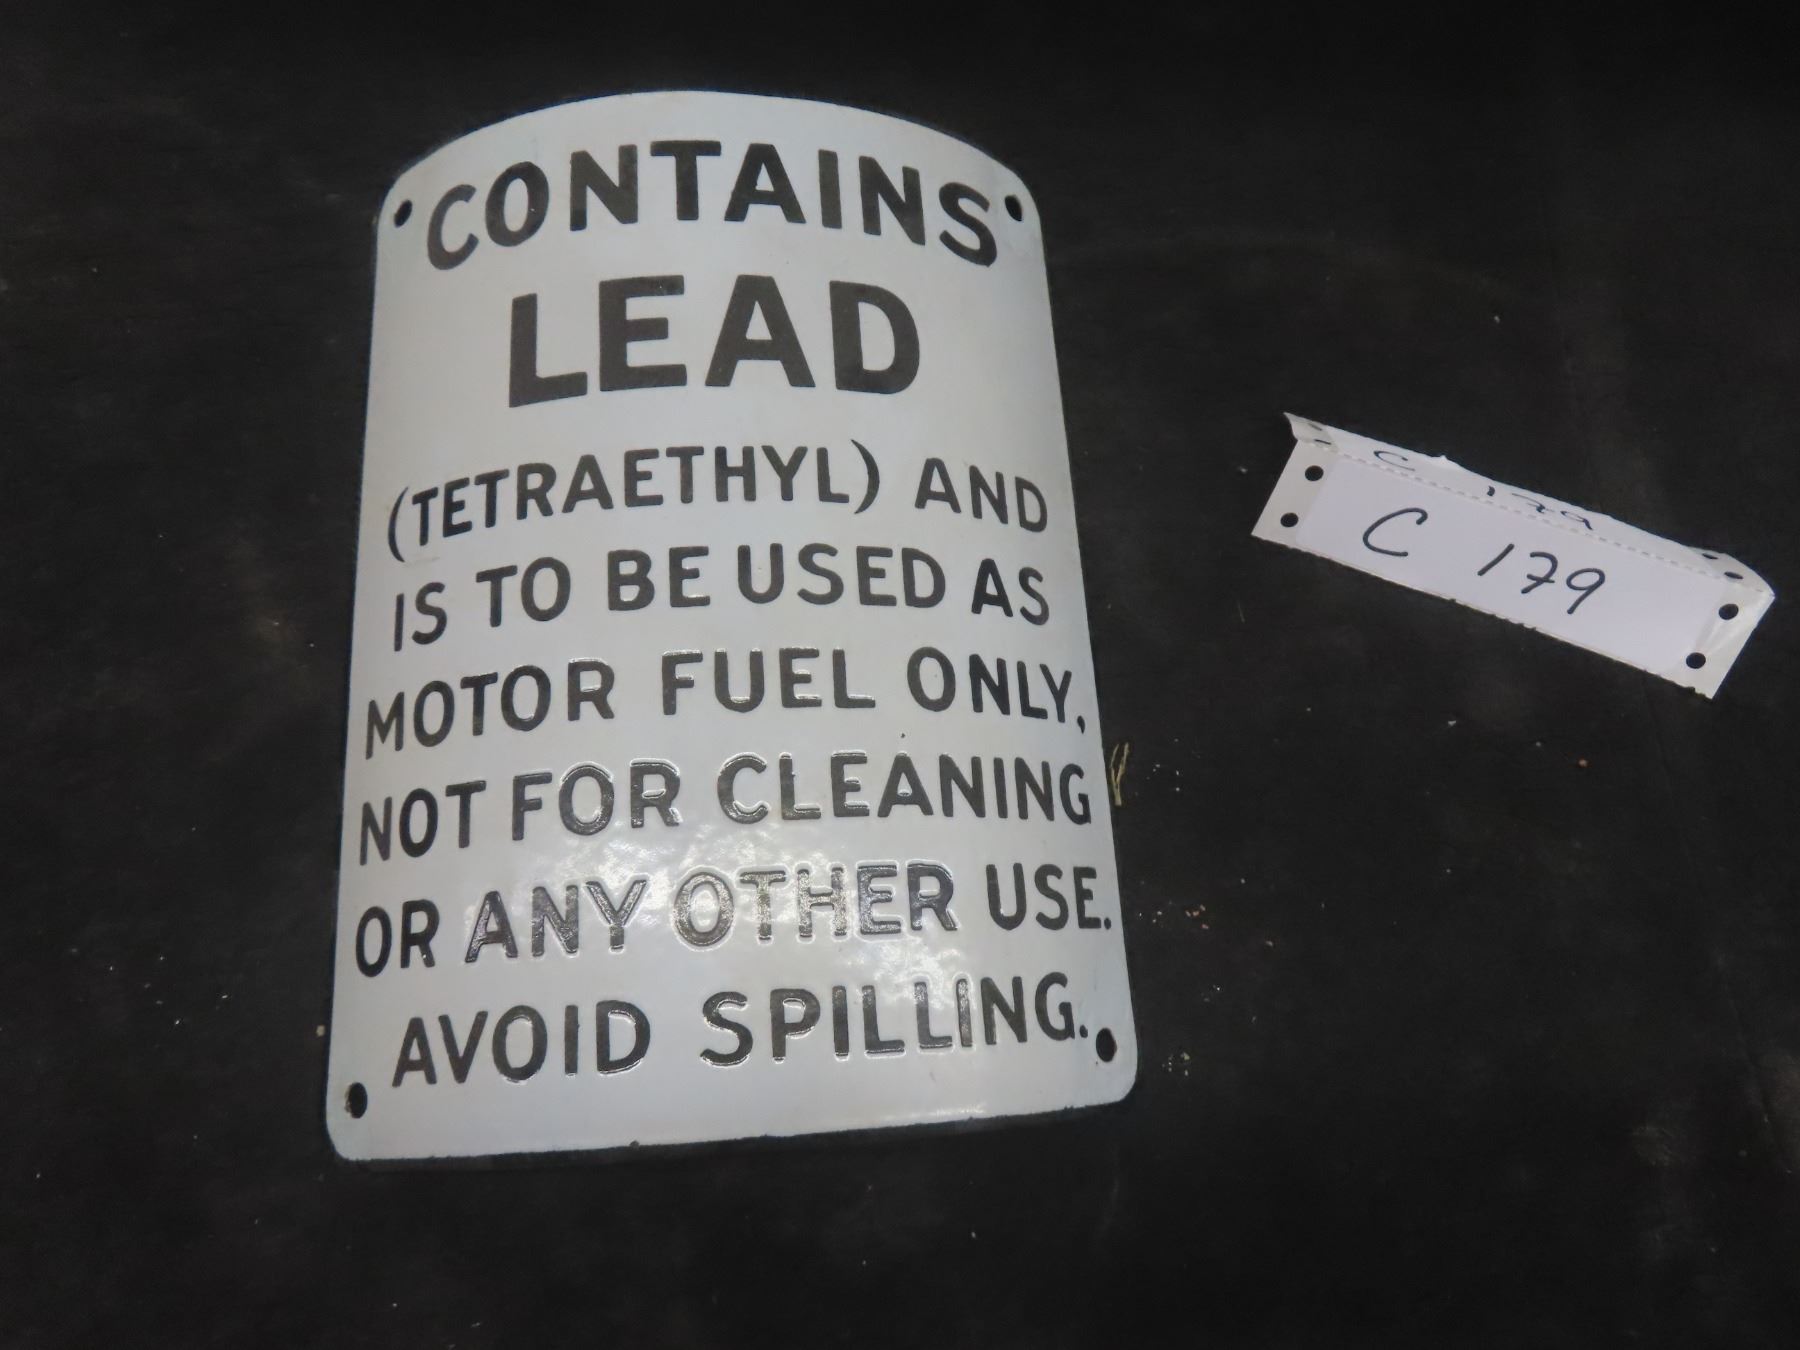 CONTAINS
LEAD
(TETRAETHYL) AND
IS TO BE USED AS
MOTOR FUEL ONLY,
NOT FOR CLEANING
OR ANY OTHER USE.
AVOID SPILLING.
C 179
C 179